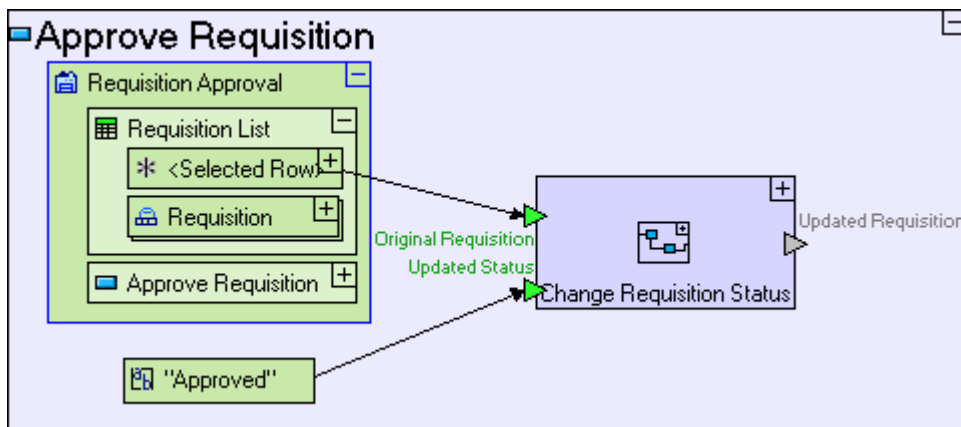 Approve Requisition
Requisition Approval
Requisition List
<Selected Row>
Requisition
Approve Requisition
"Approved"
Original Requisition
Updated Status
Change Requisition Status
Updated Requisition